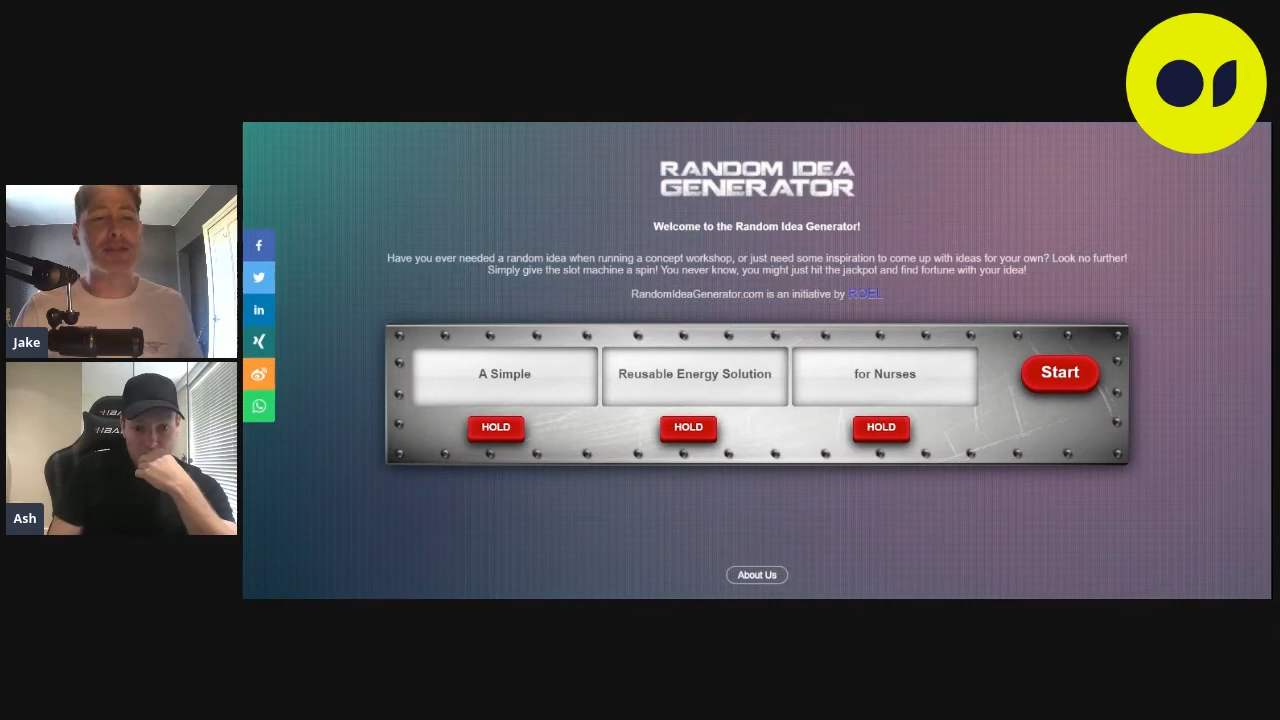 RANDOM IDEA
GENERATOR
Welcome to the Random Idea Generator!
Have you ever needed a random idea when running a concept workshop, or just need some inspiration to come up with ideas for your own? Look no further!
Simply give the slot machine a spin! You never know, you might just hit the jackpot and find fortune with your idea!
RandomIdeaGenerator.com is an initiative by ROEL
A Simple
Reusable Energy Solution
for Nurses
Start
HOLD
HOLD
HOLD
About Us
Jake
Ash